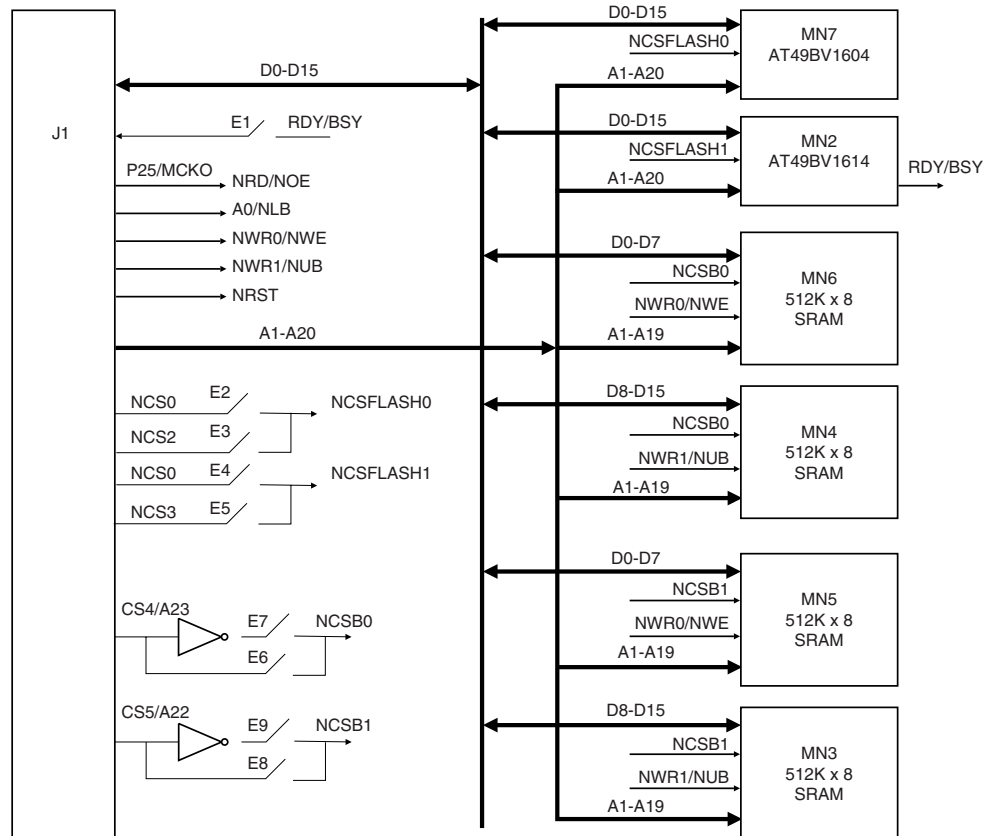 J1
D0-D15
E1
RDY/BSY
P25/MCKO
NRD/NOE
A0/NLB
NWR0/NWE
NWR1/NUB
NRST
A1-A20
NCS0
E2
NCSFLASH0
NCS2
E3
NCS0
E4
NCSFLASH1
NCS3
E5
CS4/A23
E7
NCSB0
E6
CS5/A22
E9
NCSB1
E8
D0-D15
NCSFLASH0
A1-A20
MN7
AT49BV1604
D0-D15
NCSFLASH1
A1-A20
MN2
AT49BV1614
RDY/BSY
D0-D7
NCSB0
NWR0/NWE
A1-A19
MN6
512K x 8
SRAM
D8-D15
NCSB0
NWR1/NUB
A1-A19
MN4
512K x 8
SRAM
D0-D7
NCSB1
NWR0/NWE
A1-A19
MN5
512K x 8
SRAM
D8-D15
NCSB1
NWR1/NUB
A1-A19
MN3
512K x 8
SRAM